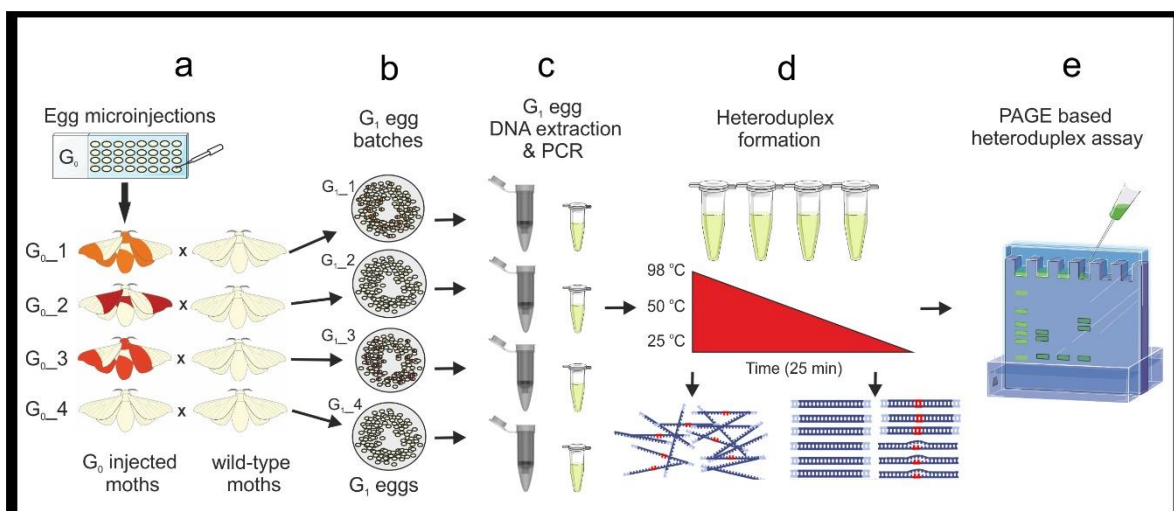 a
b
c
d
e
Egg microinjections
G₀
G₀_1
x
G₀_2
x
G₀_3
x
G₀_4
x
G₀ injected
moths
wild-type
moths
G₁ egg
batches
G₁_1
G₁_2
G₁_3
G₁_4
G₁ eggs
G₁ egg
DNA extraction
& PCR
Heteroduplex
formation
98 °C
50 °C
25 °C
Time (25 min)
PAGE based
heteroduplex assay